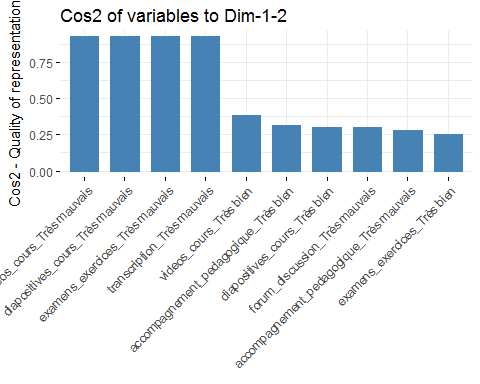 Cos2 of variables to Dim-1-2
Cos2 - Quality of representation
0.75
0.50
0.25
0.00
os_cours_Très mauvais
diapositives_cours_Très mauvais
examens_exercices_Très mauvais
transcription_Très mauvais
videos_cours_Très bien
accompagnement_pedagogique_Très bien
diapositives_cours_Très bien
forum_discussion_Très mauvais
accompagnement_pedagogique_Très mauvais
examens_exercices_Très bien